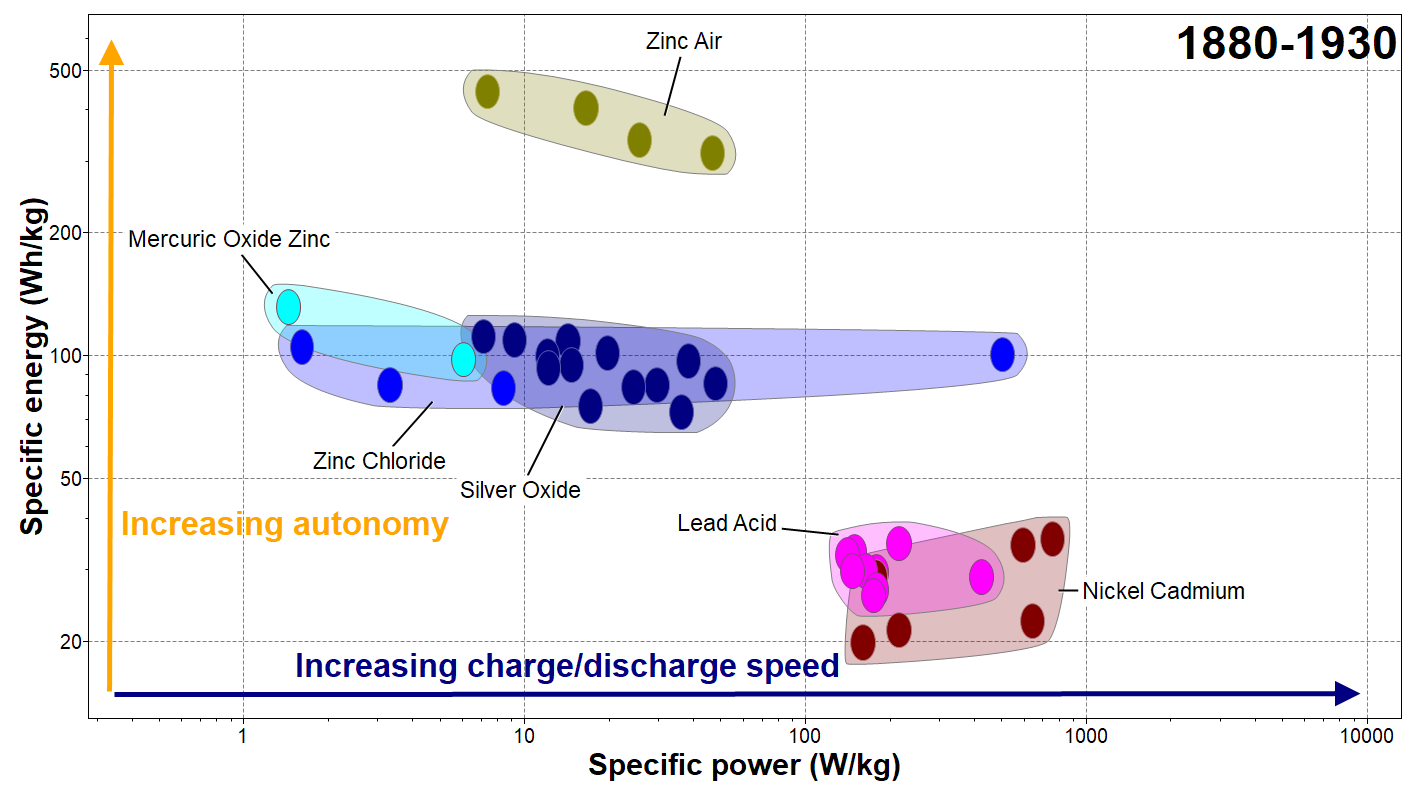 1880-1930
Zinc Air
500
Mercuric Oxide Zinc
200
100
Zinc Chloride
Silver Oxide
50
Increasing autonomy
Lead Acid
Nickel Cadmium
20
Increasing charge/discharge speed
Specific energy (Wh/kg)
1 10 100 1000 10000
Specific power (W/kg)